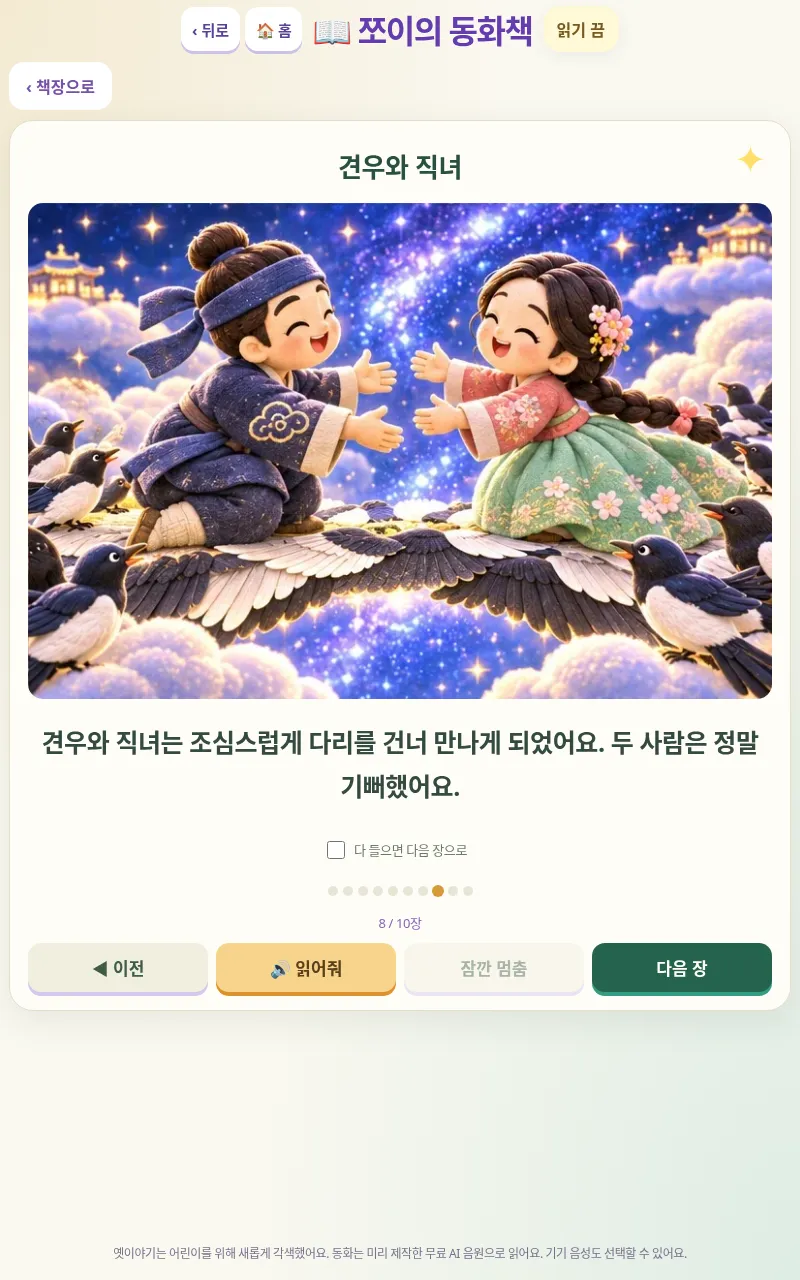 ‹ 뒤로
🏠 홈
📖 쪼이의 동화책
읽기 끝
‹ 책장으로
견우와 직녀
견우와 직녀는 조심스럽게 다리를 건너 만나게 되었어요. 두 사람은 정말
기뻐했어요.
다 들으면 다음 장으로
8 / 10장
◀ 이전
🔊 읽어줘
잠깐 멈춤
다음 장
옛이야기는 어린이를 위해 새롭게 각색했어요. 동화는 미리 제작한 무료 AI 음원으로 읽어요. 기기 음성도 선택할 수 있어요.